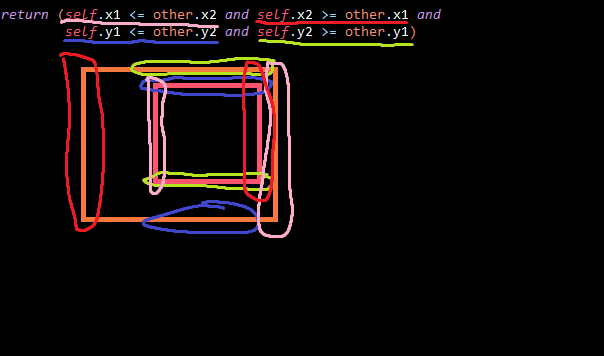 return (self.x1 <= other.x2 and self.x2 >= other.x1 and
self.y1 <= other.y2 and self.y2 >= other.y1)